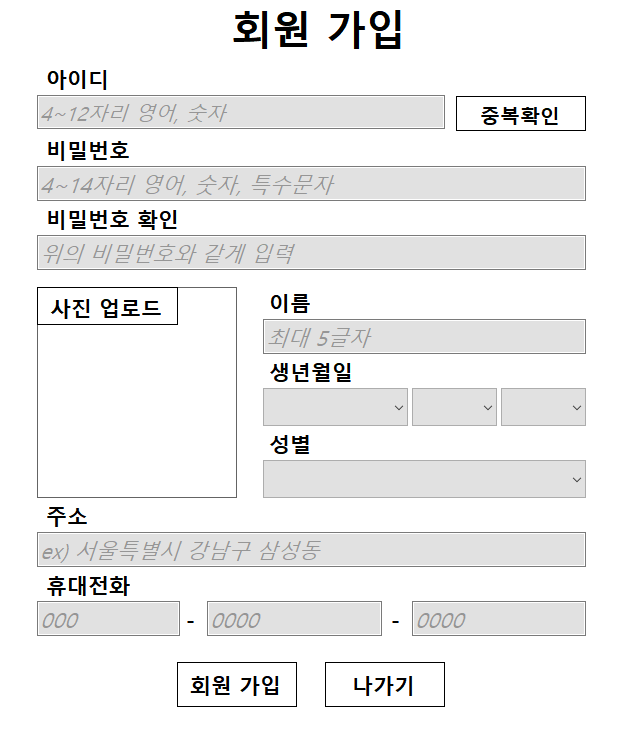 회원 가입
아이디
4~12자리 영어, 숫자
중복확인
비밀번호
4~14자리 영어, 숫자, 특수문자
비밀번호 확인
위의 비밀번호와 같게 입력
사진 업로드
이름
최대 5글자
생년월일
성별
주소
ex) 서울특별시 강남구 삼성동
휴대전화
000 - 0000 - 0000
회원 가입 나가기